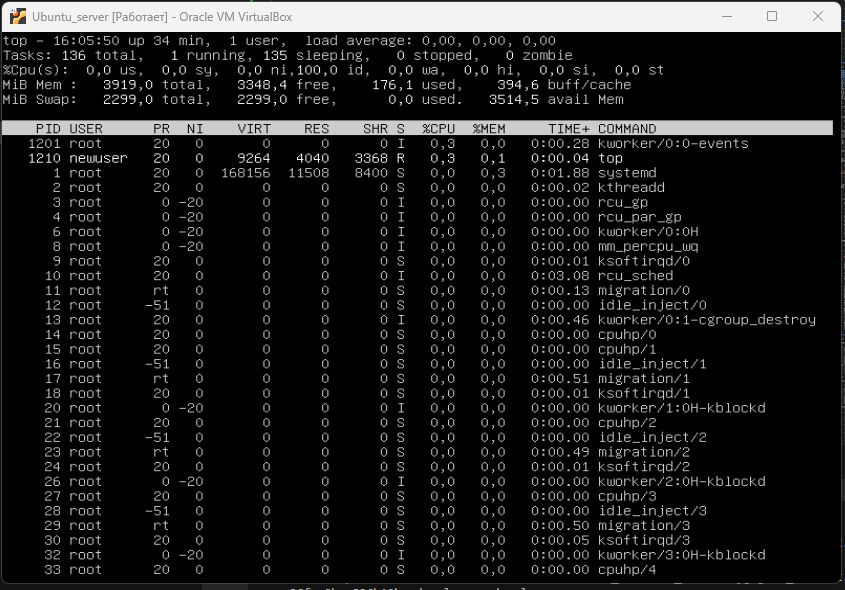 Ubuntu_server [Работает] - Oracle VM VirtualBox
top - 16:05:50 up 34 min,  1 user,  load average: 0,00, 0,00, 0,00
Tasks: 136 total,   1 running, 135 sleeping,   0 stopped,   0 zombie
%Cpu(s):  0,0 us,  0,0 sy,  0,0 ni,100,0 id,  0,0 wa,  0,0 hi,  0,0 si,  0,0 st
MiB Mem :   3919,0 total,   3348,4 free,    176,1 used,    394,6 buff/cache
MiB Swap:   2299,0 total,   2299,0 free,      0,0 used.   3514,5 avail Mem
PID USER      PR  NI    VIRT    RES    SHR S  %CPU  %MEM     TIME+ COMMAND
1201 root      20   0       0      0      0 I   0,3   0,0   0:00.28 kworker/0:0-events
1210 newuser   20   0    9264   4040   3368 R   0,3   0,1   0:00.04 top
1 root      20   0  168156  11508   8400 S   0,0   0,3   0:01.88 systemd
2 root      20   0       0      0      0 S   0,0   0,0   0:00.02 kthreadd
3 root       0 -20       0      0      0 I   0,0   0,0   0:00.00 rcu_gp
4 root       0 -20       0      0      0 I   0,0   0,0   0:00.00 rcu_par_gp
6 root       0 -20       0      0      0 I   0,0   0,0   0:00.00 kworker/0:0H
8 root       0 -20       0      0      0 I   0,0   0,0   0:00.00 mm_percpu_wq
9 root      20   0       0      0      0 S   0,0   0,0   0:00.01 ksoftirqd/0
10 root      20   0       0      0      0 I   0,0   0,0   0:03.08 rcu_sched
11 root      rt   0       0      0      0 S   0,0   0,0   0:00.13 migration/0
12 root     -51   0       0      0      0 S   0,0   0,0   0:00.00 idle_inject/0
13 root      20   0       0      0      0 I   0,0   0,0   0:00.46 kworker/0:1-cgroup_destroy
14 root      20   0       0      0      0 S   0,0   0,0   0:00.00 cpuhp/0
15 root      20   0       0      0      0 S   0,0   0,0   0:00.00 cpuhp/1
16 root     -51   0       0      0      0 S   0,0   0,0   0:00.00 idle_inject/1
17 root      rt   0       0      0      0 S   0,0   0,0   0:00.51 migration/1
18 root      20   0       0      0      0 S   0,0   0,0   0:00.01 ksoftirqd/1
20 root       0 -20       0      0      0 I   0,0   0,0   0:00.00 kworker/1:0H-kblockd
21 root      20   0       0      0      0 S   0,0   0,0   0:00.00 cpuhp/2
22 root     -51   0       0      0      0 S   0,0   0,0   0:00.00 idle_inject/2
23 root      rt   0       0      0      0 S   0,0   0,0   0:00.49 migration/2
24 root      20   0       0      0      0 S   0,0   0,0   0:00.01 ksoftirqd/2
26 root       0 -20       0      0      0 I   0,0   0,0   0:00.00 kworker/2:0H-kblockd
27 root      20   0       0      0      0 S   0,0   0,0   0:00.00 cpuhp/3
28 root     -51   0       0      0      0 S   0,0   0,0   0:00.00 idle_inject/3
29 root      rt   0       0      0      0 S   0,0   0,0   0:00.50 migration/3
30 root      20   0       0      0      0 S   0,0   0,0   0:00.05 ksoftirqd/3
32 root       0 -20       0      0      0 I   0,0   0,0   0:00.00 kworker/3:0H-kblockd
33 root      20   0       0      0      0 S   0,0   0,0   0:00.00 cpuhp/4